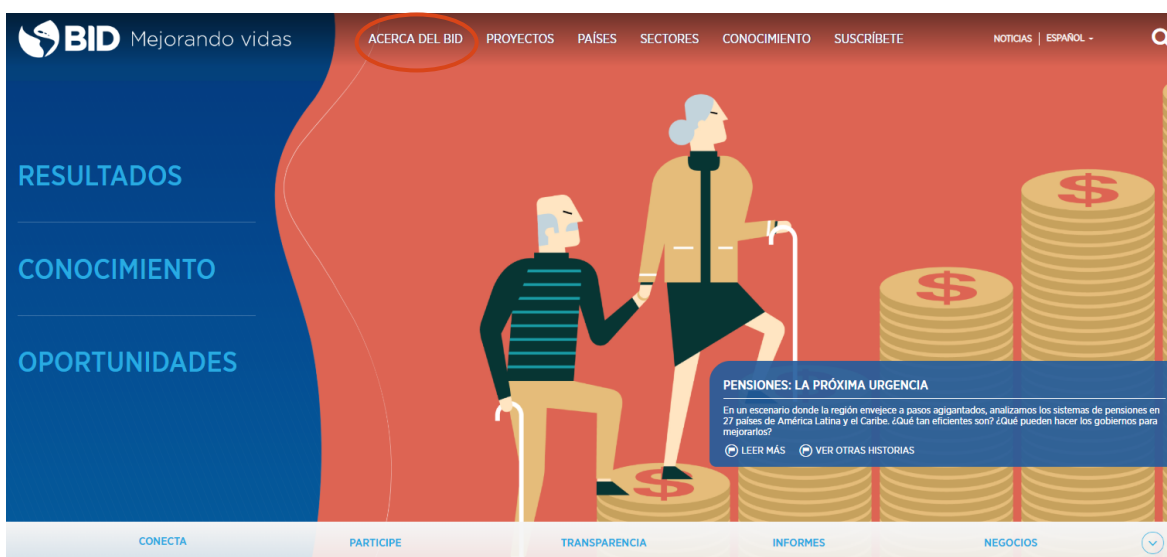 BID Mejorando vidas
ACERCA DEL BID PROYECTOS PAÍSES SECTORES CONOCIMIENTO SUSCRÍBETE NOTICIAS | ESPAÑOL
RESULTADOS
CONOCIMIENTO
OPORTUNIDADES
$
$
$
PENSIONES: LA PRÓXIMA URGENCIA
En un escenario donde la región envejece a pasos agigantados, analizamos los sistemas de pensiones en
27 países de América Latina y el Caribe. ¿Qué tan eficientes son? ¿Qué pueden hacer los gobiernos para
mejorarlos?
LEER MÁS VER OTRAS HISTORIAS
CONECTA PARTICIPE TRANSPARENCIA INFORMES NEGOCIOS